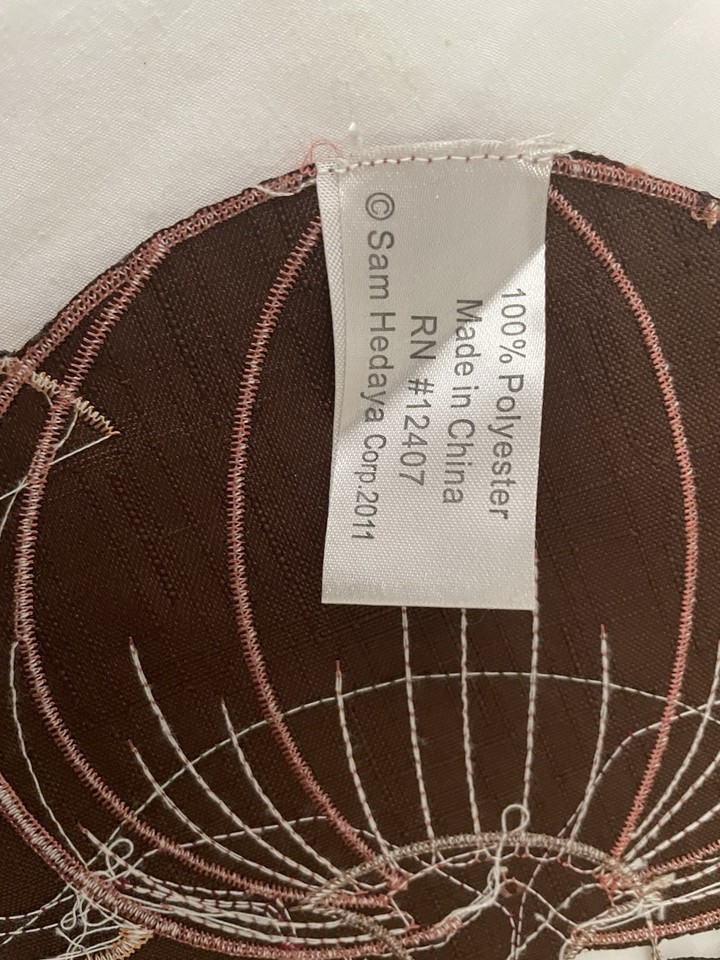 100% Polyester
Made in China
RN #12407
© Sam Hedaya Corp.2011